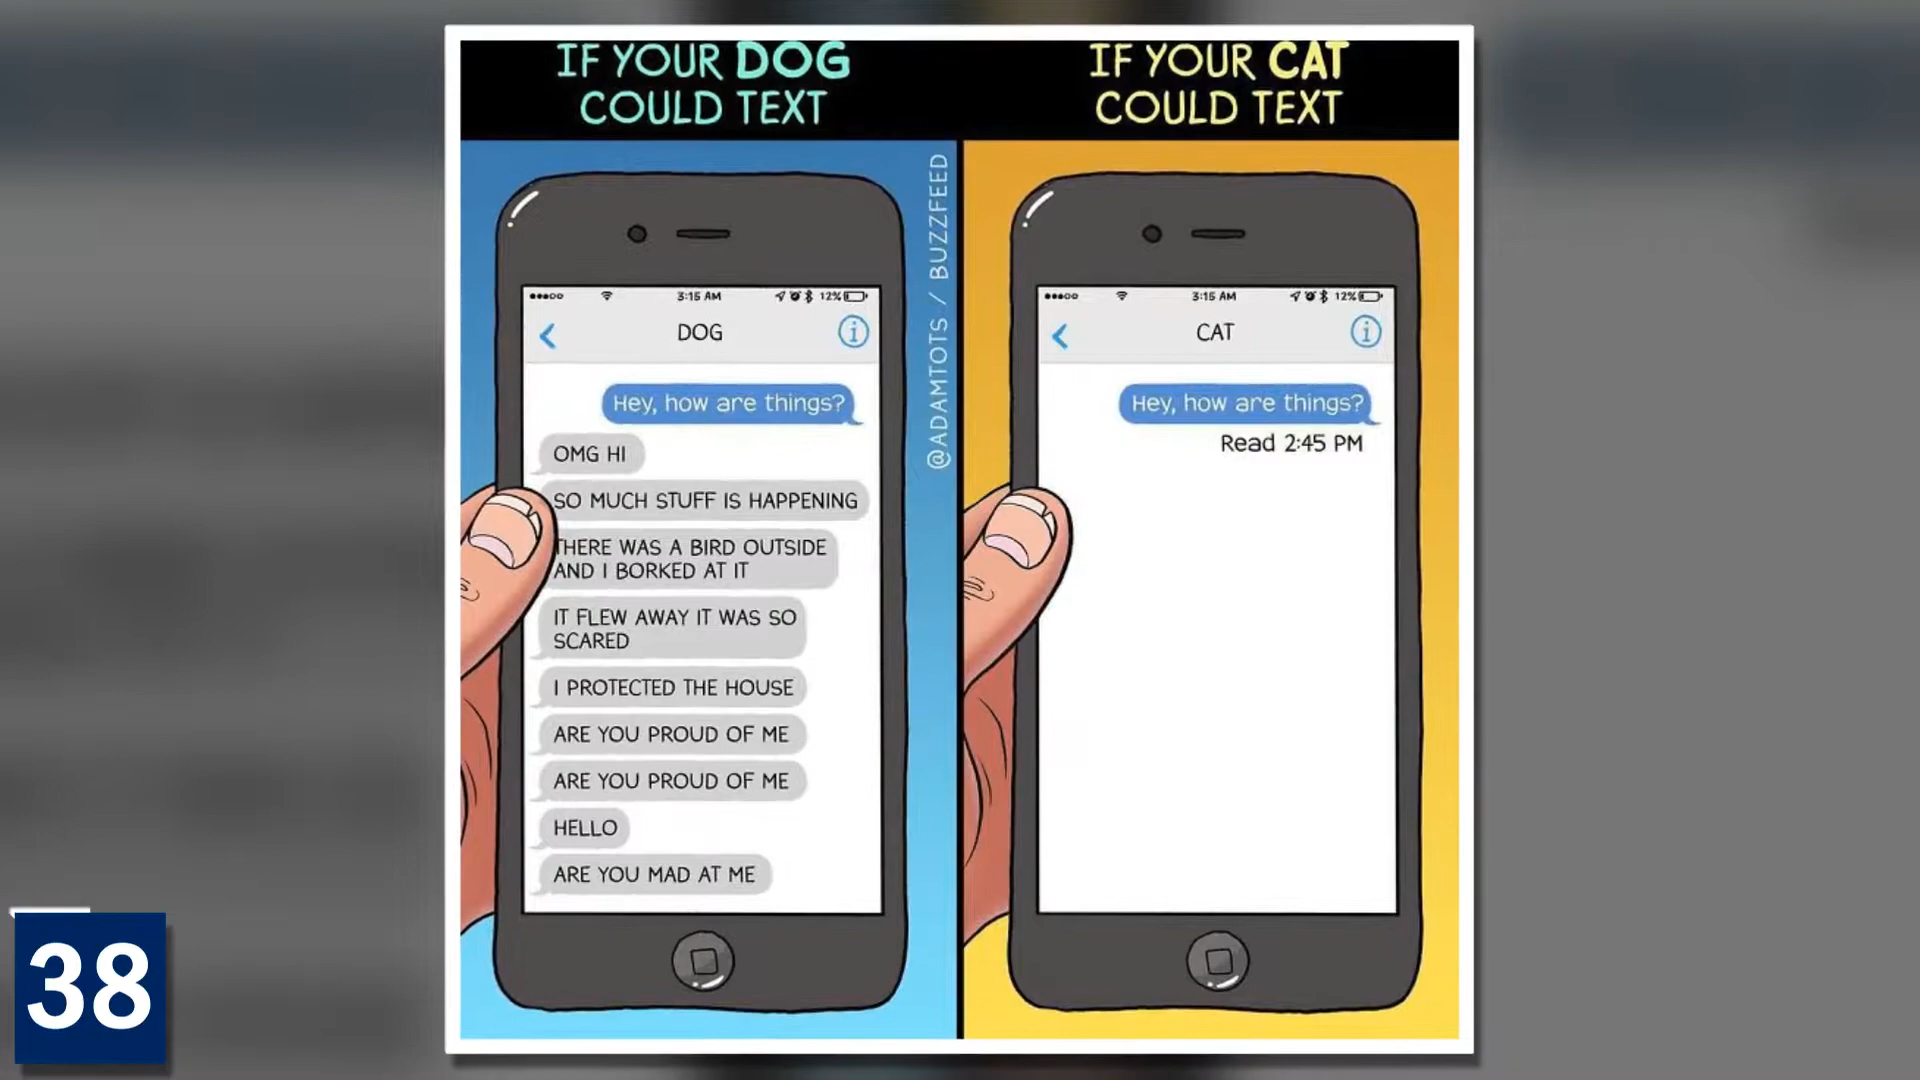 IF YOUR DOG
COULD TEXT
@ADAMTOTS / BUZZFEED
3:15 AM
12%
DOG
Hey, how are things?
OMG HI
SO MUCH STUFF IS HAPPENING
THERE WAS A BIRD OUTSIDE
AND I BORKED AT IT
IT FLEW AWAY IT WAS SO
SCARED
I PROTECTED THE HOUSE
ARE YOU PROUD OF ME
ARE YOU PROUD OF ME
HELLO
ARE YOU MAD AT ME
IF YOUR CAT
COULD TEXT
3:15 AM
12%
CAT
Hey, how are things?
Read 2:45 PM
38